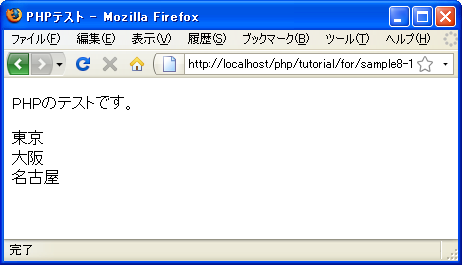 PHPテスト - Mozilla Firefox
ファイル(F) 編集(E) 表示(V) 履歴(S) ブックマーク(B) ツール(T) ヘルプ(H)
http://localhost/php/tutorial/for/sample8-1
PHPのテストです。
東京
大阪
名古屋
完了